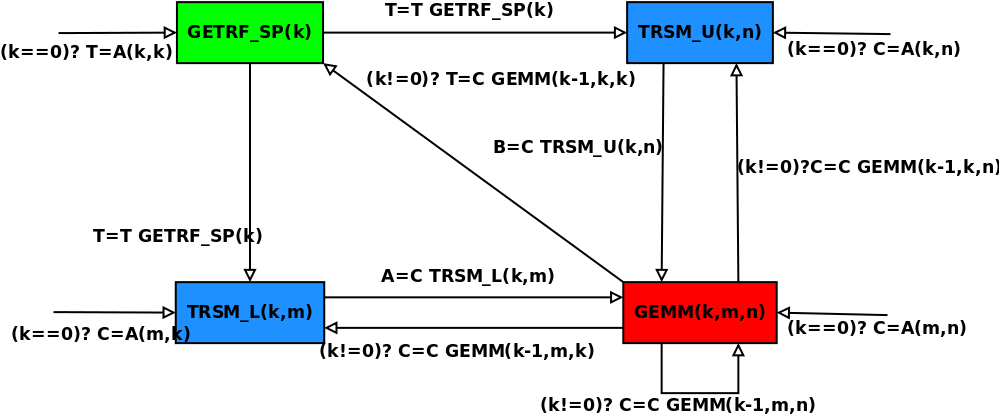 T=T GETRF_SP(k)
GETRF_SP(k)
TRSM_U(k,n)
(k==0)? T=A(k,k)
(k==0)? C=A(k,n)
(k!=0)? T=C GEMM(k-1,k,k)
B=C TRSM_U(k,n)
(k!=0)?C=C GEMM(k-1,k,n)
T=T GETRF_SP(k)
A=C TRSM_L(k,m)
TRSM_L(k,m)
GEMM(k,m,n)
(k==0)? C=A(m,k)
(k==0)? C=A(m,n)
(k!=0)? C=C GEMM(k-1,m,k)
(k!=0)? C=C GEMM(k-1,m,n)